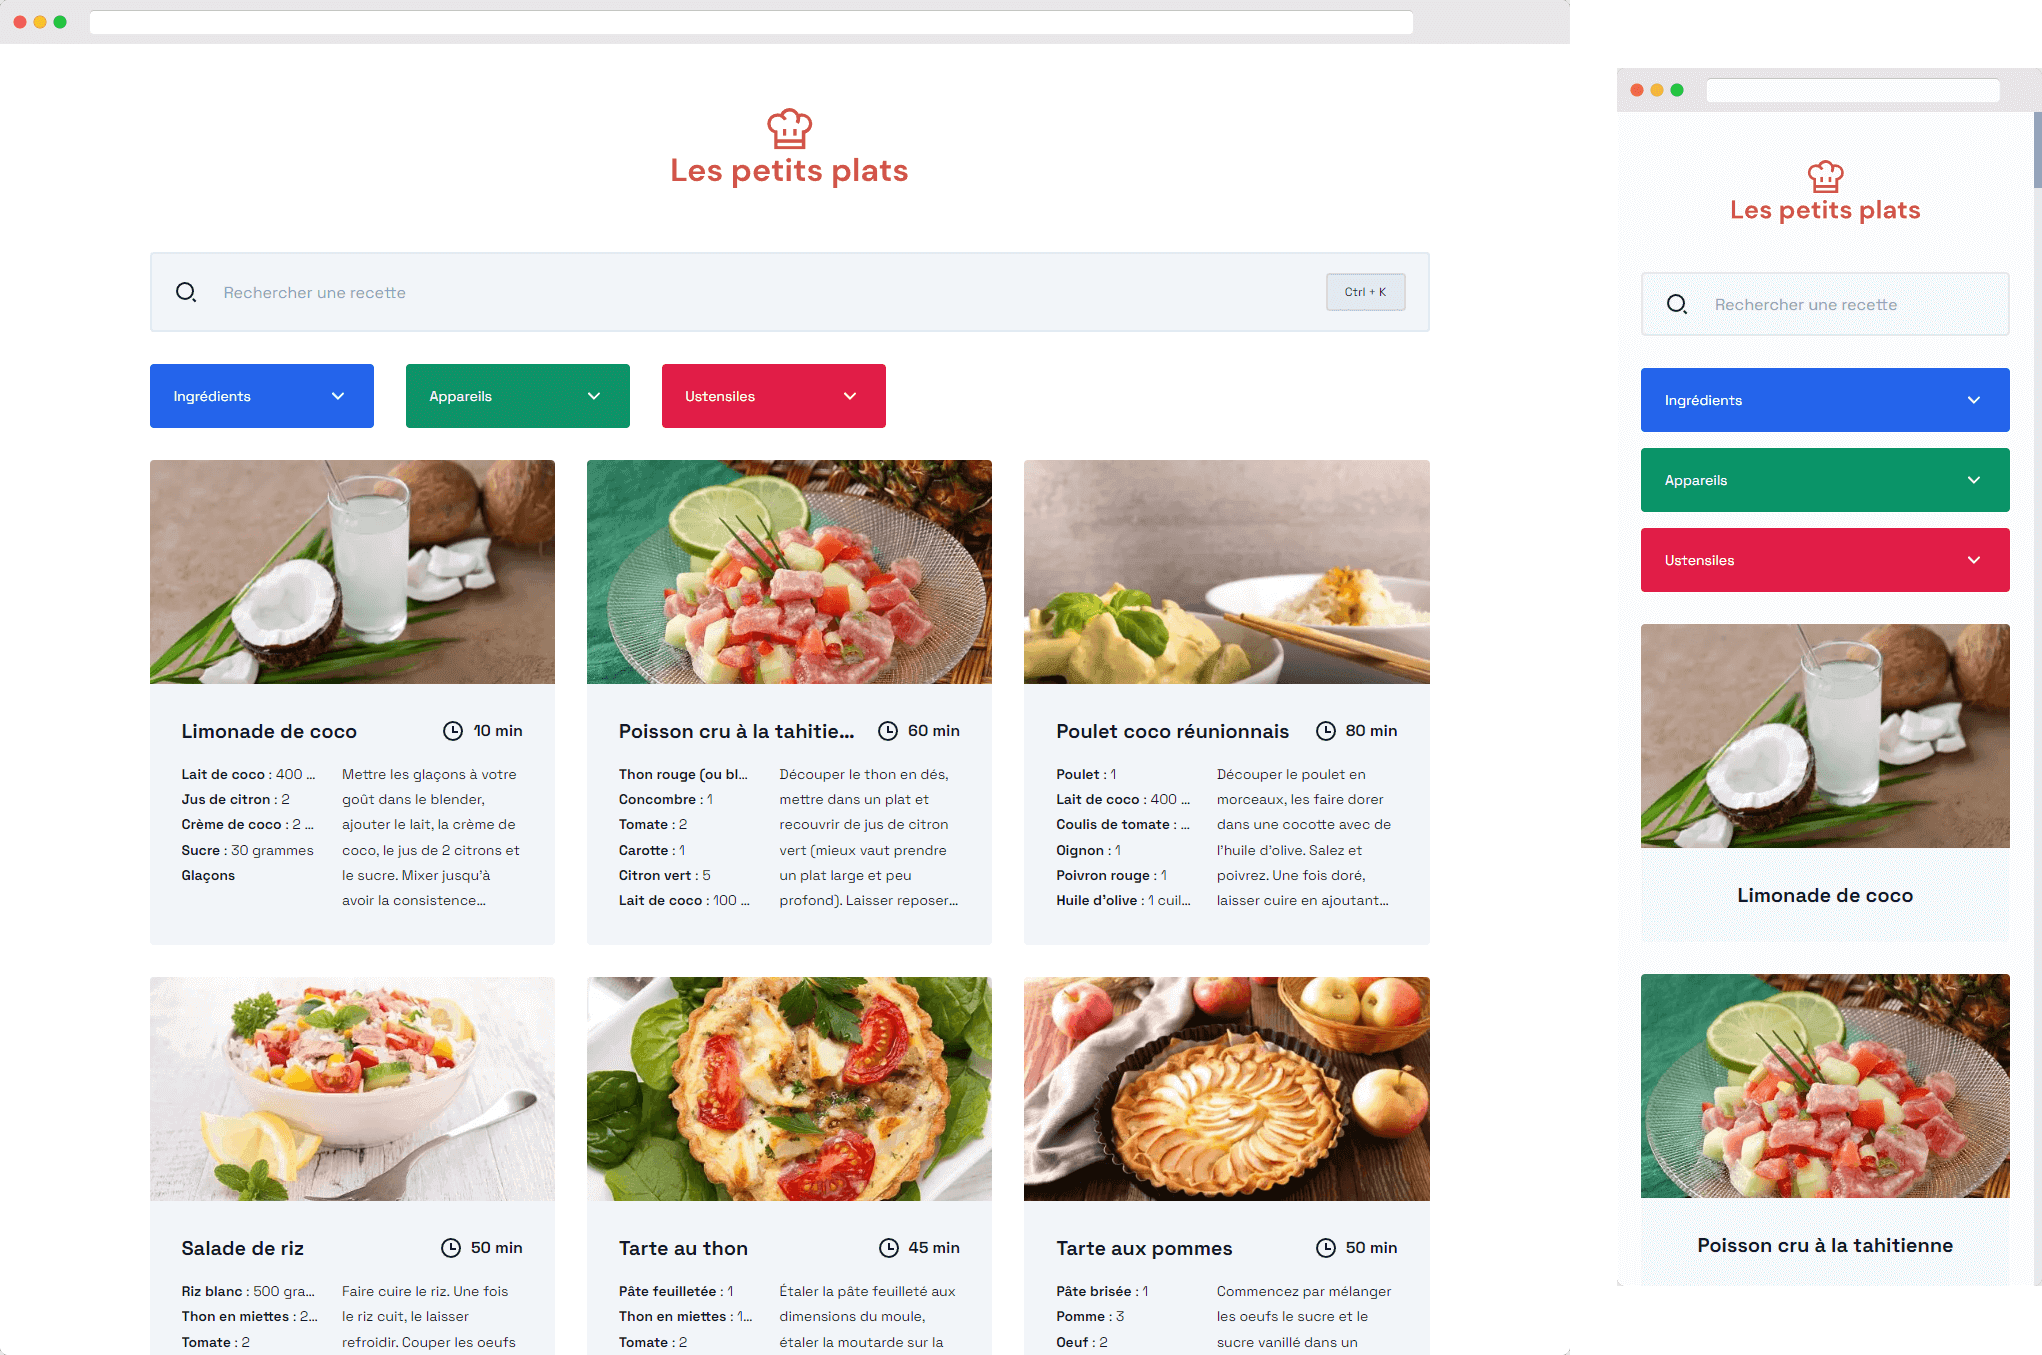 Les petits plats
Rechercher une recette
Ctrl + K
Ingrédients
Appareils
Ustensiles
Limonade de coco
10 min
Lait de coco : 400 ...
Jus de citron : 2
Crème de coco : 2 ...
Sucre : 30 grammes
Glaçons
Mettre les glaçons à votre
goût dans le blender,
ajouter le lait, la crème de
coco, le jus de 2 citrons et
le sucre. Mixer jusqu'à
avoir la consistence...
Poisson cru à la tahitie...
60 min
Thon rouge (ou bl...
Concombre : 1
Tomate : 2
Carotte : 1
Citron vert : 5
Lait de coco : 100 ...
Découper le thon en dés,
mettre dans un plat et
recouvrir de jus de citron
vert (mieux vaut prendre
un plat large et peu
profond). Laisser reposer...
Poulet coco réunionnais
80 min
Poulet : 1
Lait de coco : 400 ...
Coulis de tomate : ...
Oignon : 1
Poivron rouge : 1
Huile d'olive : 1 cuil...
Découper le poulet en
morceaux, les faire dorer
dans une cocotte avec de
l'huile d'olive. Salez et
poivrez. Une fois doré,
laisser cuire en ajoutant...
Salade de riz
50 min
Riz blanc : 500 gra...
Thon en miettes : 2...
Tomate : 2
Faire cuire le riz. Une fois
le riz cuit, le laisser
refroidir. Couper les oeufs
Tarte au thon
45 min
Pâte feuilletée : 1
Thon en miettes : 1...
Tomate : 2
Étaler la pâte feuilleté aux
dimensions du moule,
étaler la moutarde sur la
Tarte aux pommes
50 min
Pâte brisée : 1
Pomme : 3
Oeuf : 2
Commencez par mélanger
les oeufs le sucre et le
sucre vanillé dans un
Les petits plats
Rechercher une recette
Ingrédients
Appareils
Ustensiles
Limonade de coco
Poisson cru à la tahitienne